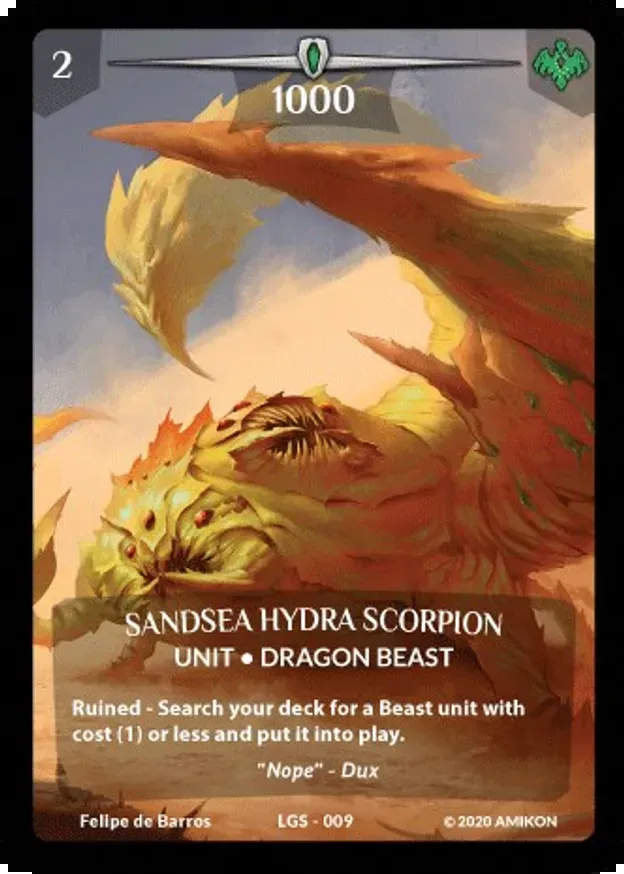 2
1000
SANDSEA HYDRA SCORPION
UNIT • DRAGON BEAST
Ruined - Search your deck for a Beast unit with
cost (1) or less and put it into play.
"Nope" - Dux
Felipe de Barros LGS - 009 © 2020 AMIKON